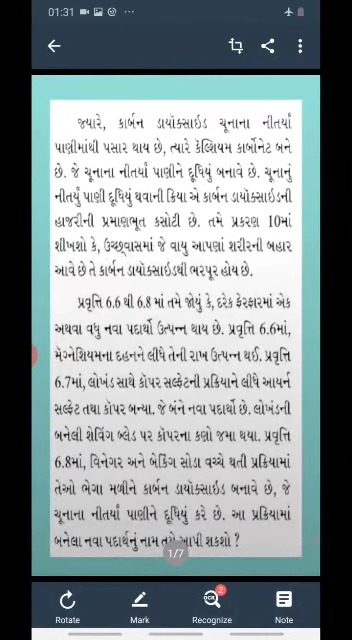 01:31
જ્યારે, કાર્બન ડાયૉક્સાઇડ ચૂનાના નીતર્યા
પાણીમાંથી પસાર થાય છે, ત્યારે કૅલ્શિયમ કાર્બોનેટ બને
છે. જે ચૂનાના નીતર્યા પાણીને દૂધિયું બનાવે છે. ચૂનાનું
નીતર્યું પાણી દૂધિયું થવાની ક્રિયા એ કાર્બન ડાયૉક્સાઇડની
હાજરીની પ્રમાણભૂત કસોટી છે. તમે પ્રકરણ 10માં
શીખશો કે, ઉચ્છ્વાસમાં જે વાયુ આપણાં શરીરની બહાર
આવે છે તે કાર્બન ડાયૉક્સાઇડથી ભરપૂર હોય છે.
પ્રવૃત્તિ 6.6 થી 6.8 માં તમે જોયું કે, દરેક ફેરફારમાં એક
અથવા વધુ નવા પદાર્થો ઉત્પન્ન થાય છે. પ્રવૃત્તિ 6.6માં,
મૅગ્નેશિયમના દહનને લીધે તેની રાખ ઉત્પન્ન થઈ. પ્રવૃત્તિ
6.7માં, લોખંડ સાથે કૉપર સલ્ફેટની પ્રક્રિયાને લીધે આયર્ન
સલ્ફેટ તથા કૉપર બન્યા. જે બંને નવા પદાર્થો છે. લોખંડની
બનેલી શેવિંગ બ્લેડ પર કૉપરના કણો જમા થયા. પ્રવૃત્તિ
6.8માં, વિનેગર અને બેકિંગ સોડા વચ્ચે થતી પ્રક્રિયામાં
તેઓ ભેગા મળીને કાર્બન ડાયૉક્સાઇડ બનાવે છે, જે
ચૂનાના નીતર્યા પાણીને દૂધિયું કરે છે. આ પ્રક્રિયામાં
બનેલા નવા પદાર્થનું નામ તમે આપી શકશો ?
1/7
Rotate
Mark
OCR
2
Recognize
Note